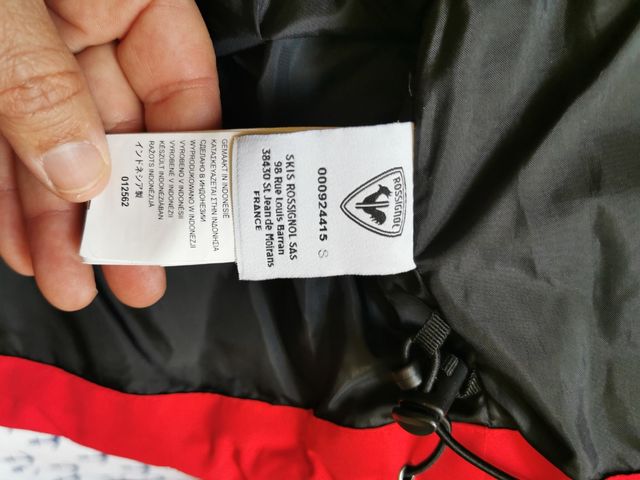 ROSSIGNOL
000924415 S
SKIS ROSSIGNOL SAS
98 Rue Louis Barran
38430 St Jean de Moirans
FRANCE
GEMAAKT IN INDONESIE
ΚΑΤΑΣΚΕΥΑΖΕΤΑΙ ΣΤΗΝ ΙΝΔΟΝΗΣΙΑ
СДЕЛАНО В ИНДОНЕЗИИ
WYPRODUKOWANO W INDONEZJI
VYROBENO V INDONÉSII
VYROBENÉ V INDONÉZII
KÉSZÜLT INDONÉZIÁBAN
RAŽOTS INDONĒZIJĀ
インドネシア製
012562